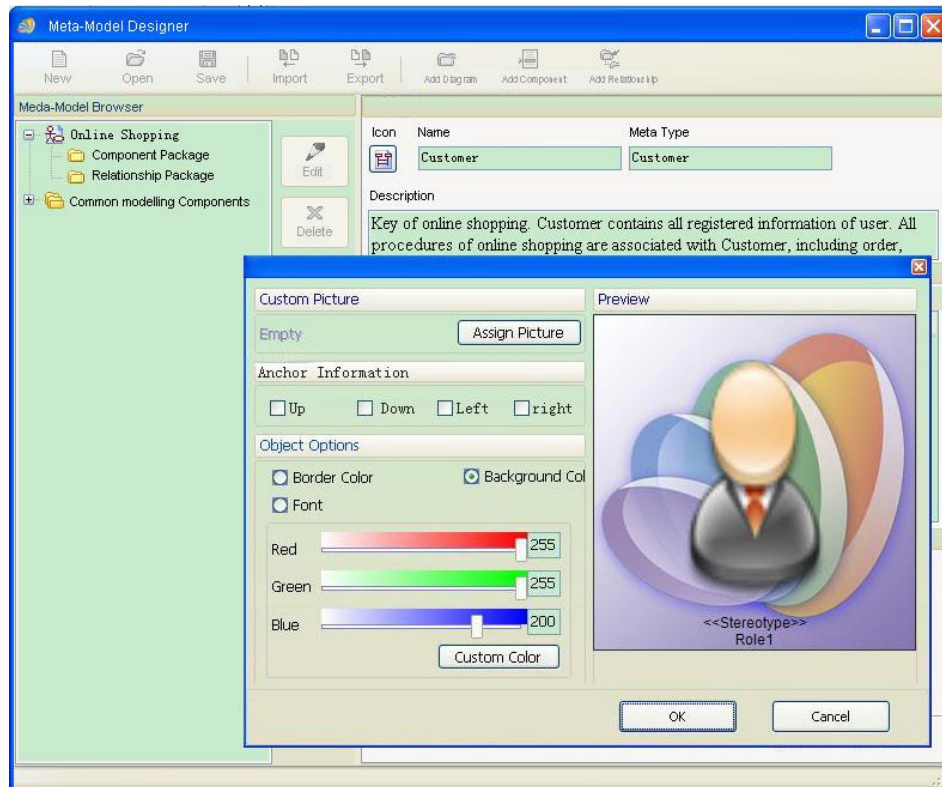 Meta-Model Designer
New Open Save Import Export Add Diagram Add Component Add Relationship
Meda-Model Browser
Online Shopping
Component Package
Relationship Package
Common modelling Components
Edit
Delete
Icon Name Meta Type
Customer Customer
Description
Key of online shopping. Customer contains all registered information of user. All
procedures of online shopping are associated with Customer, including order,
Custom Picture
Empty Assign Picture
Anchor Information
Up Down Left right
Object Options
Border Color Background Col
Font
Red 255
Green 255
Blue 200
Custom Color
Preview
<<Stereotype>>
Role1
OK Cancel